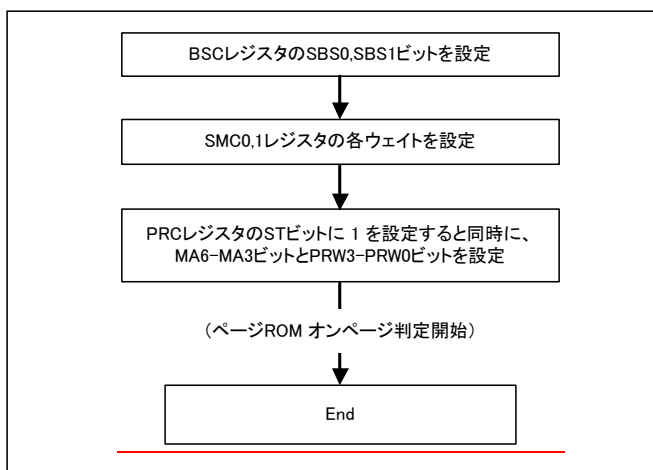 BSCレジスタのSBS0,SBS1ビットを設定
SMC0,1レジスタの各ウェイトを設定
PRCレジスタのSTビットに 1 を設定すると同時に、
MA6-MA3ビットとPRW3-PRW0ビットを設定
(ページROM オンページ判定開始)
End